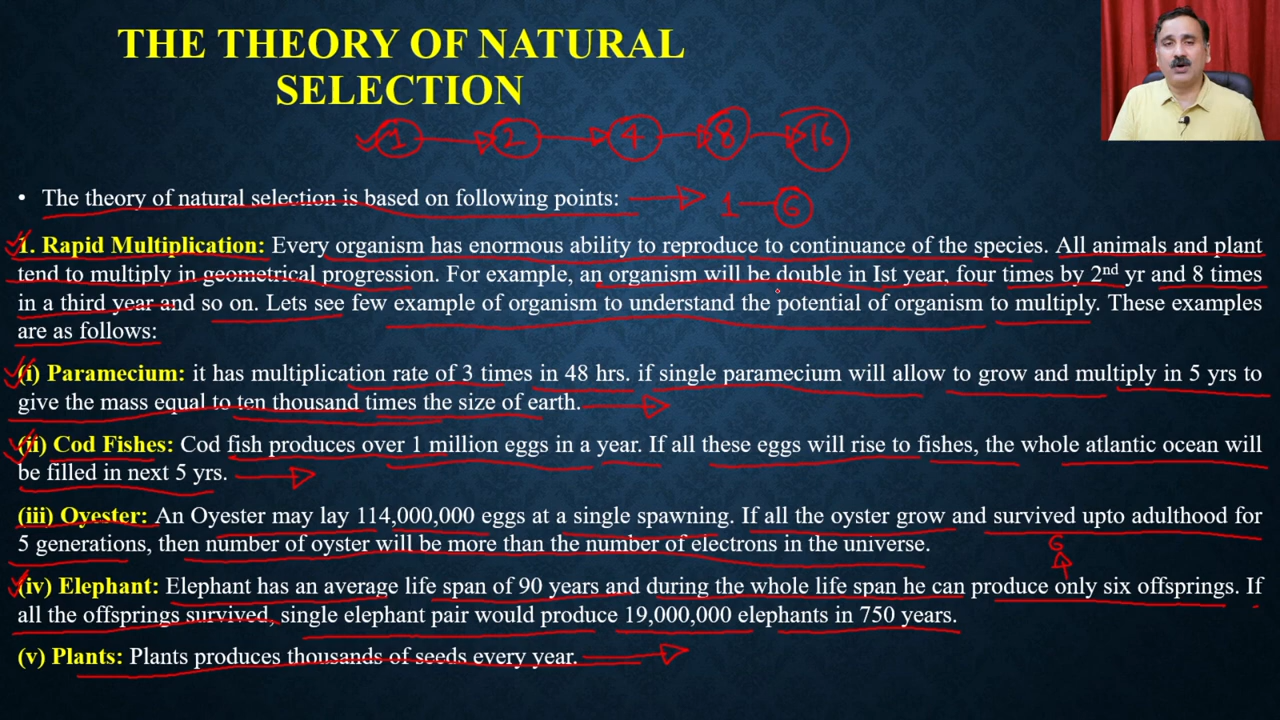 THE THEORY OF NATURAL
SELECTION
1 2 4 8 16
• The theory of natural selection is based on following points:
1 6
1. Rapid Multiplication: Every organism has enormous ability to reproduce to continuance of the species. All animals and plant
tend to multiply in geometrical progression. For example, an organism will be double in Ist year, four times by 2nd yr and 8 times
in a third year and so on. Lets see few example of organism to understand the potential of organism to multiply. These examples
are as follows:
(i) Paramecium: it has multiplication rate of 3 times in 48 hrs. if single paramecium will allow to grow and multiply in 5 yrs to
give the mass equal to ten thousand times the size of earth.
(ii) Cod Fishes: Cod fish produces over 1 million eggs in a year. If all these eggs will rise to fishes, the whole atlantic ocean will
be filled in next 5 yrs.
(iii) Oyester: An Oyester may lay 114,000,000 eggs at a single spawning. If all the oyster grow and survived upto adulthood for
5 generations, then number of oyster will be more than the number of electrons in the universe.
6
(iv) Elephant: Elephant has an average life span of 90 years and during the whole life span he can produce only six offsprings. If
all the offsprings survived, single elephant pair would produce 19,000,000 elephants in 750 years.
(v) Plants: Plants produces thousands of seeds every year.